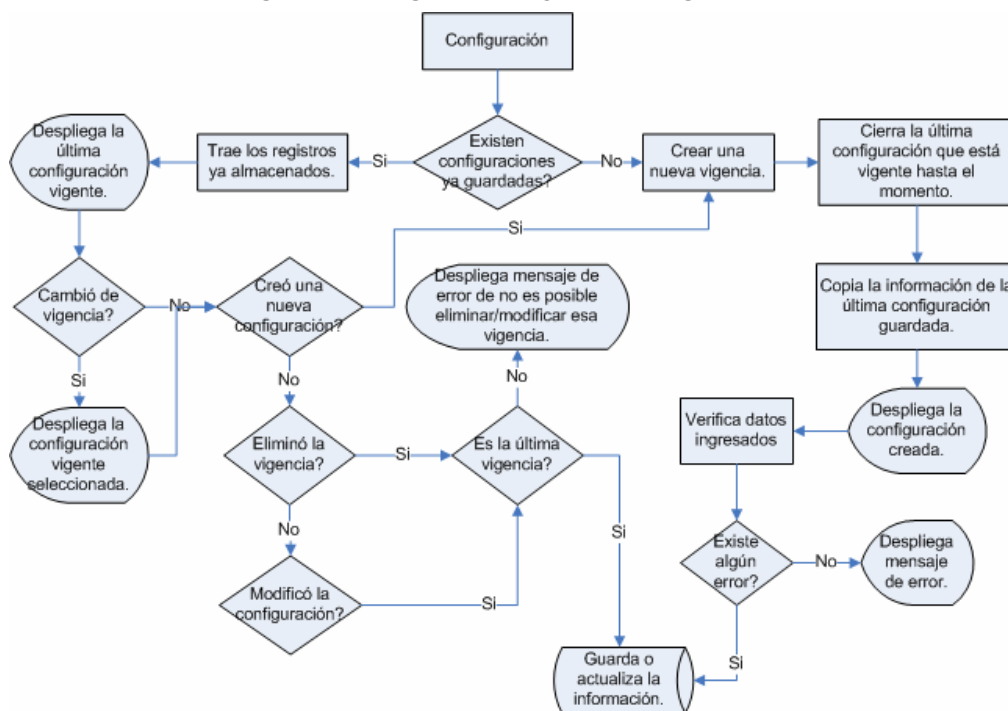 Configuración
Despliega la
última
configuración
vigente.
Trae los registros
ya almacenados.
Si
Existen
configuraciones
ya guardadas?
No
Crear una
nueva vigencia.
Cierra la última
configuración que está
vigente hasta el
momento.
Si
Cambió de
vigencia?
No
Creó una
nueva
configuración?
Despliega mensaje de
error de no es posible
eliminar/modificar esa
vigencia.
Copia la información de la
última configuración
guardada.
Si
No
No
Despliega la
configuración
vigente
seleccionada.
Eliminó la
vigencia?
Si
Es la última
vigencia?
Verifica datos
ingresados
Despliega la
configuración
creada.
No
Si
Existe
algún
error?
No
Despliega
mensaje
de error.
Modificó la
configuración?
Si
Si
Guarda o
actualiza la
información.